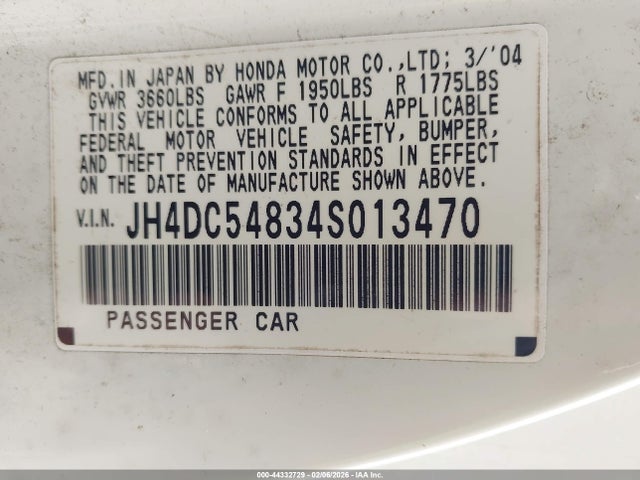 MFD.IN JAPAN BY HONDA MOTOR CO.,LTD; 3/'04
GVWR 3660LBS GAWR F 1950LBS R 1775LBS
THIS VEHICLE CONFORMS TO ALL APPLICABLE
FEDERAL MOTOR VEHICLE SAFETY, BUMPER,
AND THEFT PREVENTION STANDARDS IN EFFECT
ON THE DATE OF MANUFACTURE SHOWN ABOVE.
V.I.N. JH4DC54834S013470
PASSENGER CAR
000-44332729 - 02/06/2026 - IAA Inc.